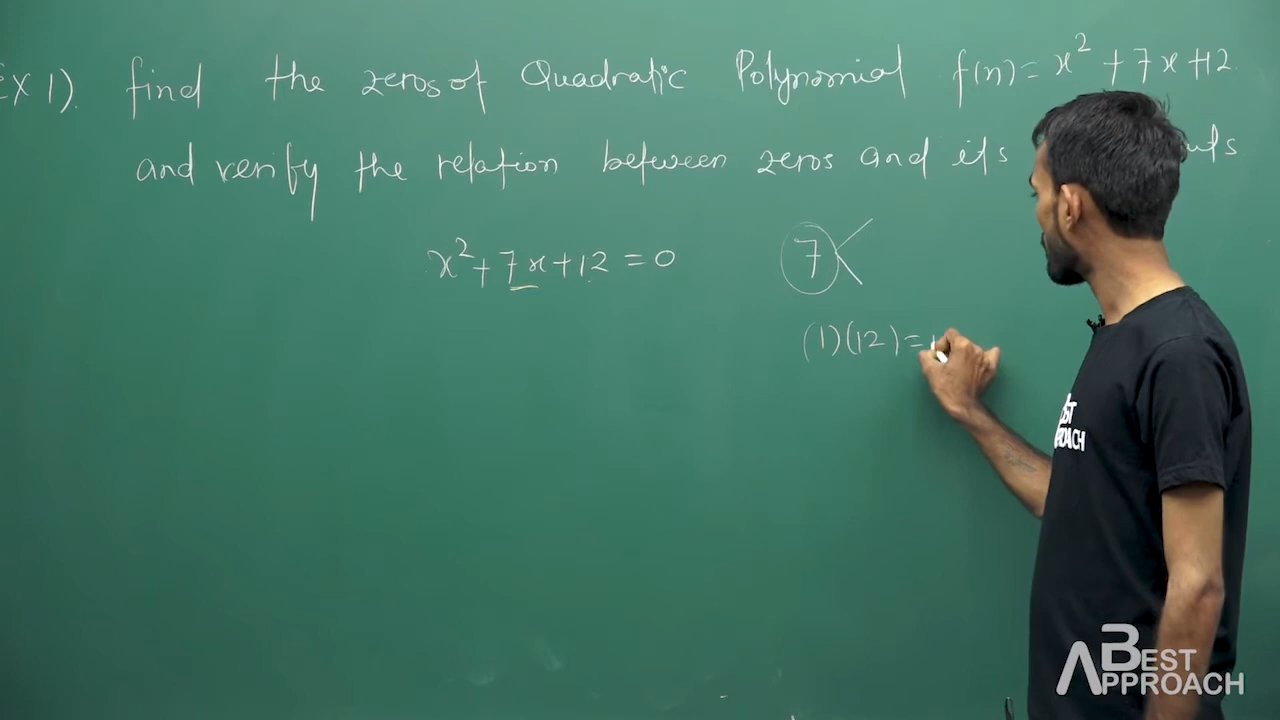 EX 1). find the zeros of Quadratic Polynomial f(n) = x² + 7x + 12
and verify the relation between zeros and its
x² + 7x + 12 = 0
7
(1)(12) =
BEST APPROACH